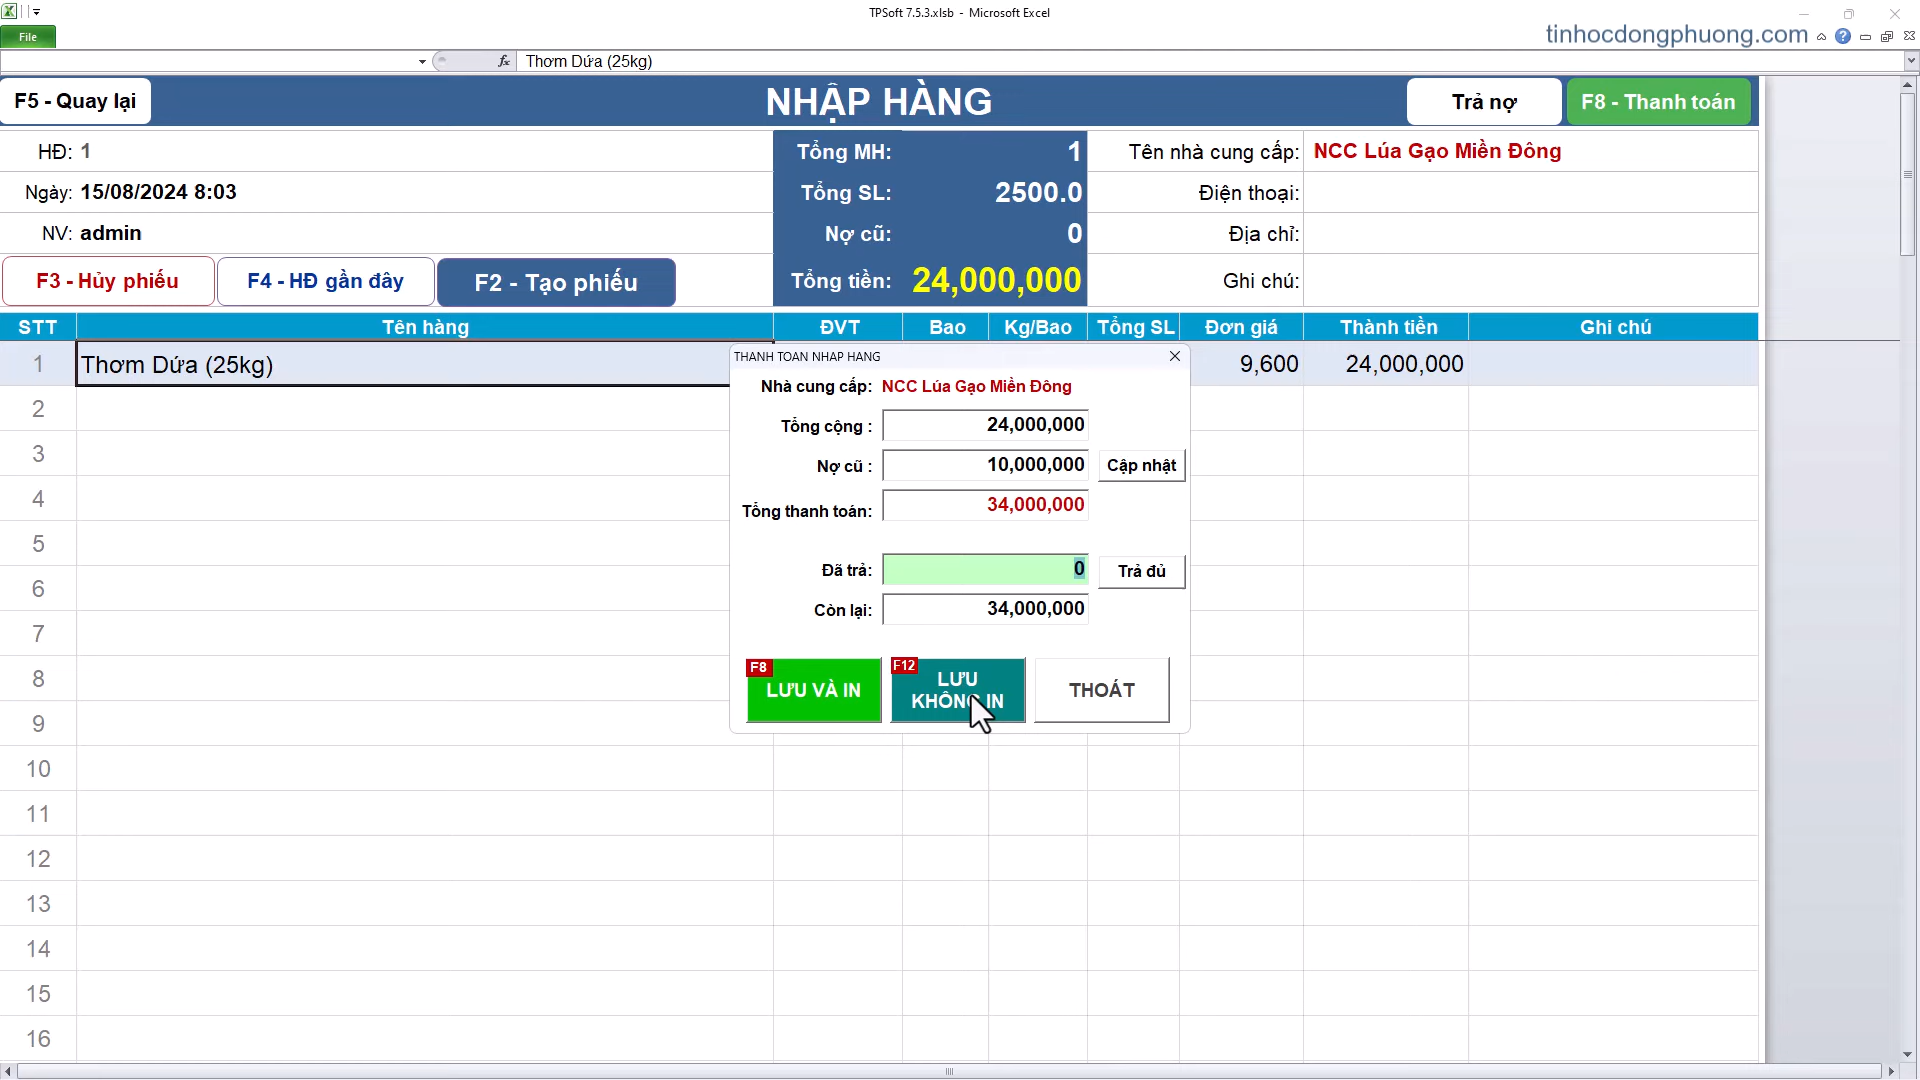 TPSoft 7.5.3.xlsb - Microsoft Excel
File
tinhocdongphuong.com
fx
Thơm Dứa (25kg)
F5 - Quay lại
NHẬP HÀNG
Trả nợ
F8 - Thanh toán
HĐ: 1
Ngày: 15/08/2024 8:03
NV: admin
Tổng MH: 1
Tổng SL: 2500.0
Nợ cũ: 0
Tổng tiền: 24,000,000
Tên nhà cung cấp: NCC Lúa Gạo Miền Đông
Điện thoại:
Địa chỉ:
Ghi chú:
F3 - Hủy phiếu
F4 - HĐ gần đây
F2 - Tạo phiếu
STT Tên hàng ĐVT Bao Kg/Bao Tổng SL Đơn giá Thành tiền Ghi chú
1 Thơm Dứa (25kg) 9,600 24,000,000
2
3
4
5
6
7
8
9
10
11
12
13
14
15
16
THANH TOAN NHAP HANG
Nhà cung cấp: NCC Lúa Gạo Miền Đông
Tổng cộng : 24,000,000
Nợ cũ : 10,000,000 Cập nhật
Tổng thanh toán: 34,000,000
Đã trả: 0 Trả đủ
Còn lại: 34,000,000
F8
LƯU VÀ IN
F12
LƯU
KHÔNG IN
THOÁT